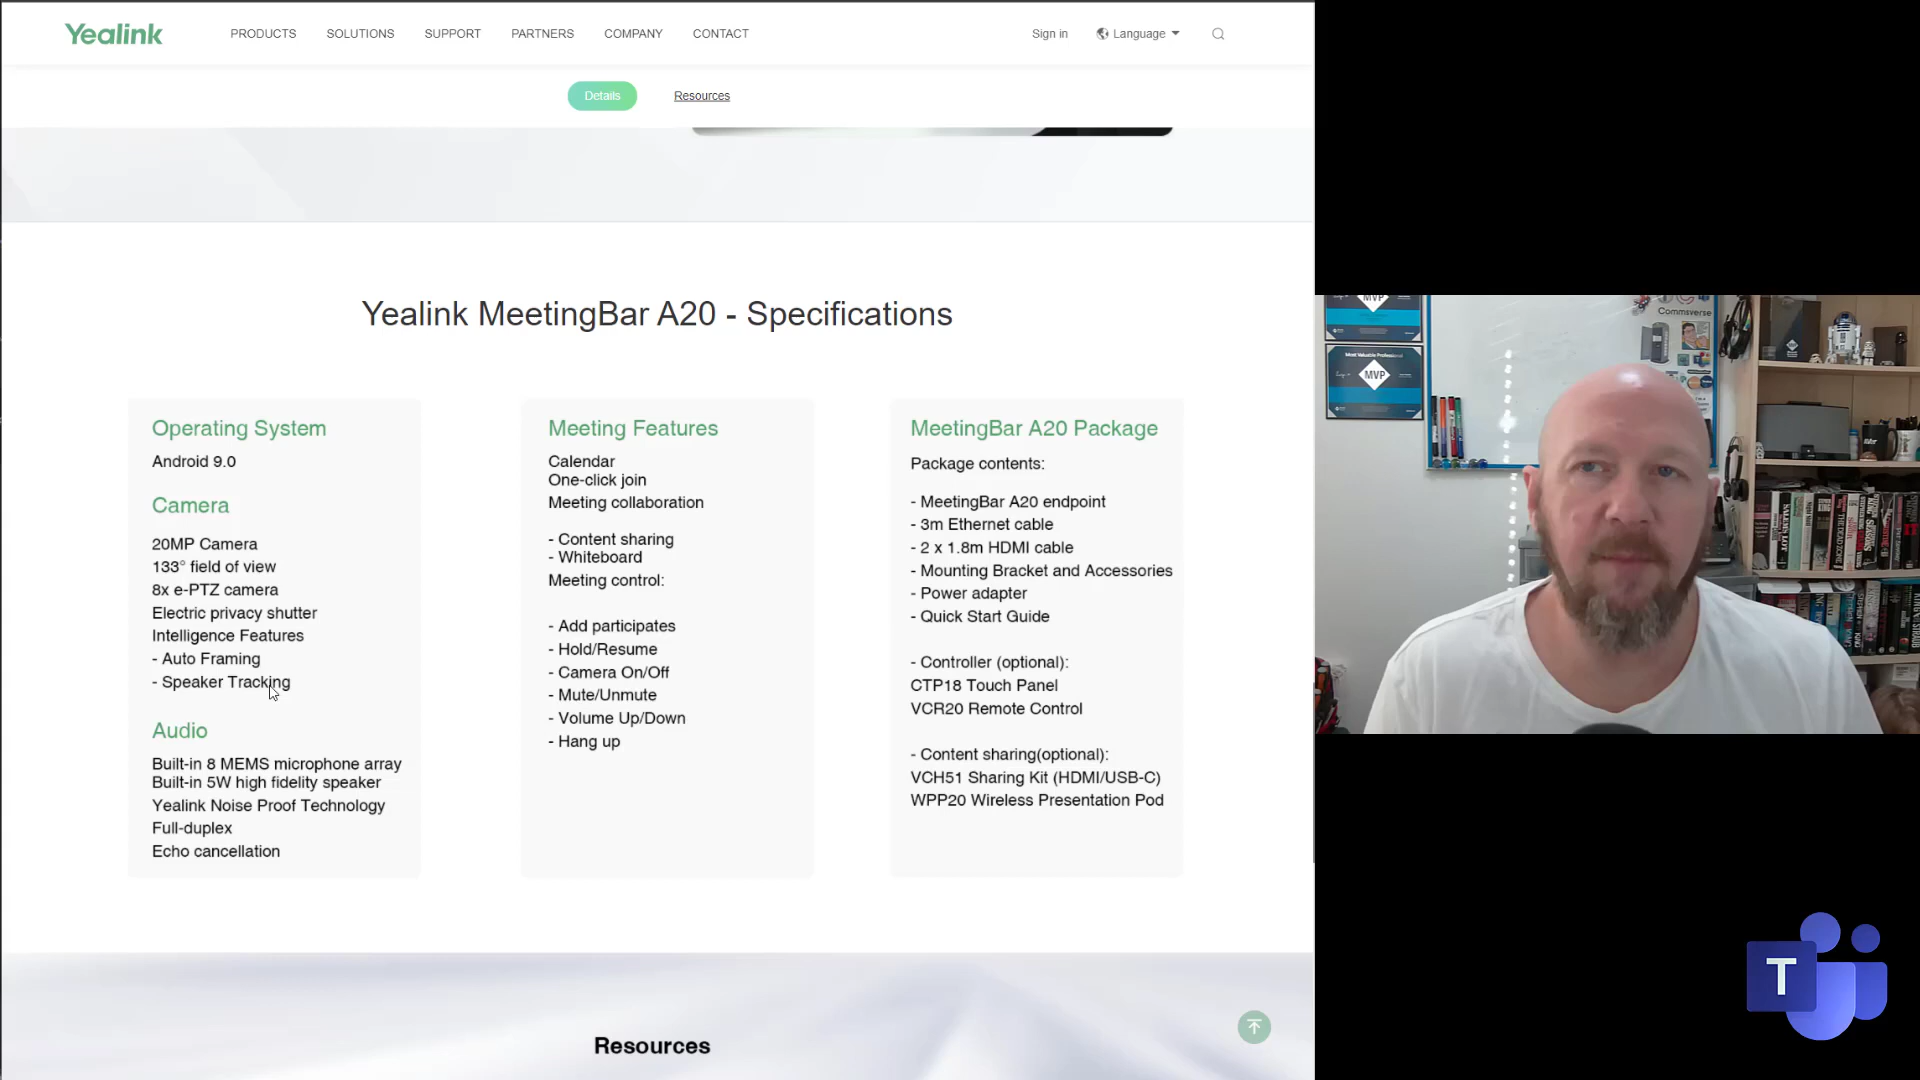 Yealink
PRODUCTS
SOLUTIONS
SUPPORT
PARTNERS
COMPANY
CONTACT
Sign in
Language
Details
Resources
Yealink MeetingBar A20 - Specifications
Operating System
Android 9.0
Camera
20MP Camera
133° field of view
8x e-PTZ camera
Electric privacy shutter
Intelligence Features
- Auto Framing
- Speaker Tracking
Audio
Built-in 8 MEMS microphone array
Built-in 5W high fidelity speaker
Yealink Noise Proof Technology
Full-duplex
Echo cancellation
Meeting Features
Calendar
One-click join
Meeting collaboration
- Content sharing
- Whiteboard
Meeting control:
- Add participates
- Hold/Resume
- Camera On/Off
- Mute/Unmute
- Volume Up/Down
- Hang up
MeetingBar A20 Package
Package contents:
- MeetingBar A20 endpoint
- 3m Ethernet cable
- 2 x 1.8m HDMI cable
- Mounting Bracket and Accessories
- Power adapter
- Quick Start Guide
- Controller (optional):
CTP18 Touch Panel
VCR20 Remote Control
- Content sharing(optional):
VCH51 Sharing Kit (HDMI/USB-C)
WPP20 Wireless Presentation Pod
Resources
MVP
Most Valuable Professional
MVP
Commsverse
T